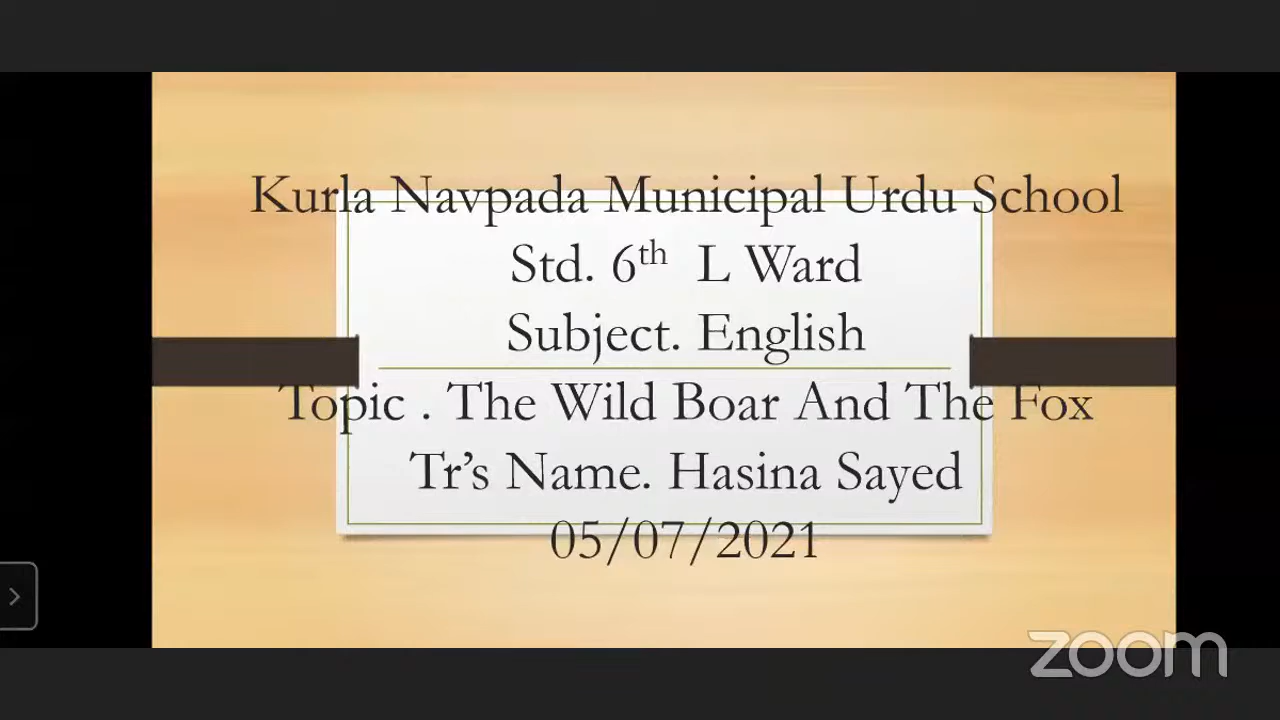 Kurla Navpada Municipal Urdu School
Std. 6th L Ward
Subject. English
Topic . The Wild Boar And The Fox
Tr's Name. Hasina Sayed
05/07/2021
zoom